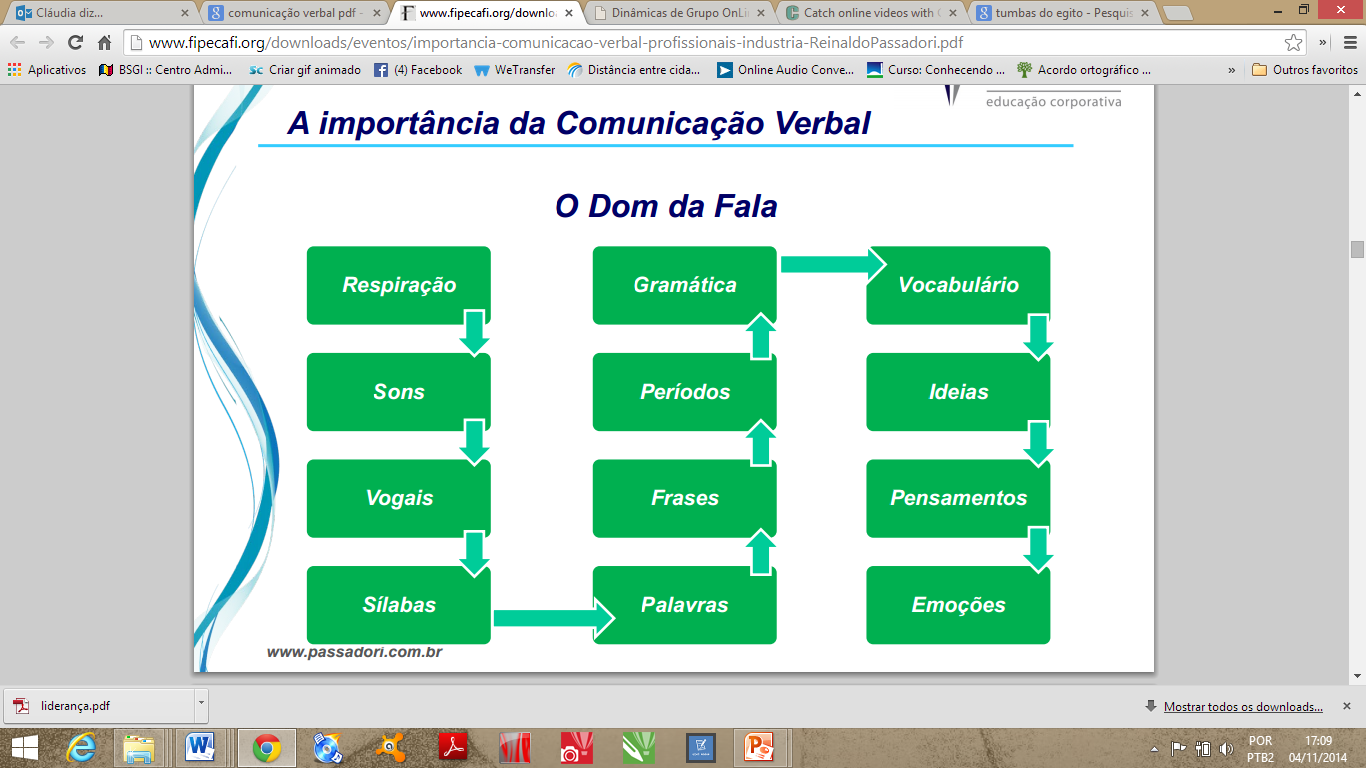 Cláudia diz...
comunicação verbal pdf -
www.fipecafi.org/downlo
Dinâmicas de Grupo OnLi
Catch online videos with C
tumbas do egito - Pesquis
www.fipecafi.org/downloads/eventos/importancia-comunicacao-verbal-profissionais-industria-ReinaldoPassadori.pdf
Aplicativos
BSGI :: Centro Admi...
Criar gif animado
(4) Facebook
WeTransfer
Distância entre cida...
Online Audio Conve...
Curso: Conhecendo ...
Acordo ortográfico ...
»
Outros favoritos
educação corporativa
A importância da Comunicação Verbal
O Dom da Fala
Respiração
Sons
Vogais
Sílabas
Palavras
Frases
Períodos
Gramática
Vocabulário
Ideias
Pensamentos
Emoções
www.passadori.com.br
liderança.pdf
Mostrar todos os downloads...
POR
PTB2
17:09
04/11/2014